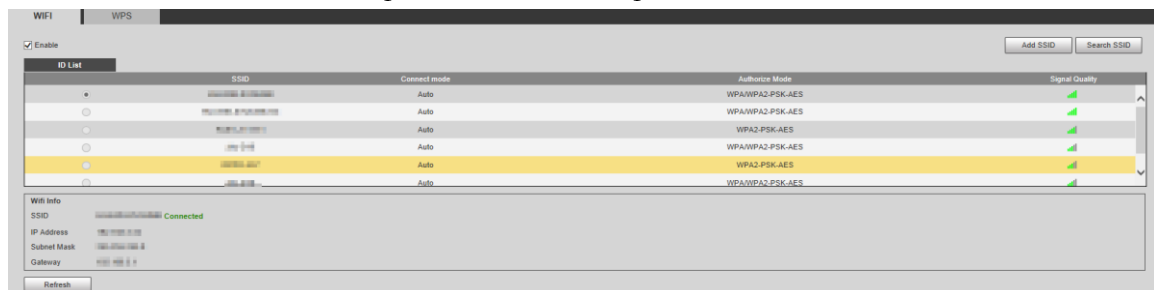 WIFI WPS
Enable Add SSID Search SSID
ID List
SSID Connect mode Authorize Mode Signal Quality
Auto WPA/WPA2-PSK-AES
Auto WPA/WPA2-PSK-AES
Auto WPA2-PSK-AES
Auto WPA/WPA2-PSK-AES
Auto WPA2-PSK-AES
Auto WPA/WPA2-PSK-AES
Wifi Info
SSID Connected
IP Address
Subnet Mask
Gateway
Refresh